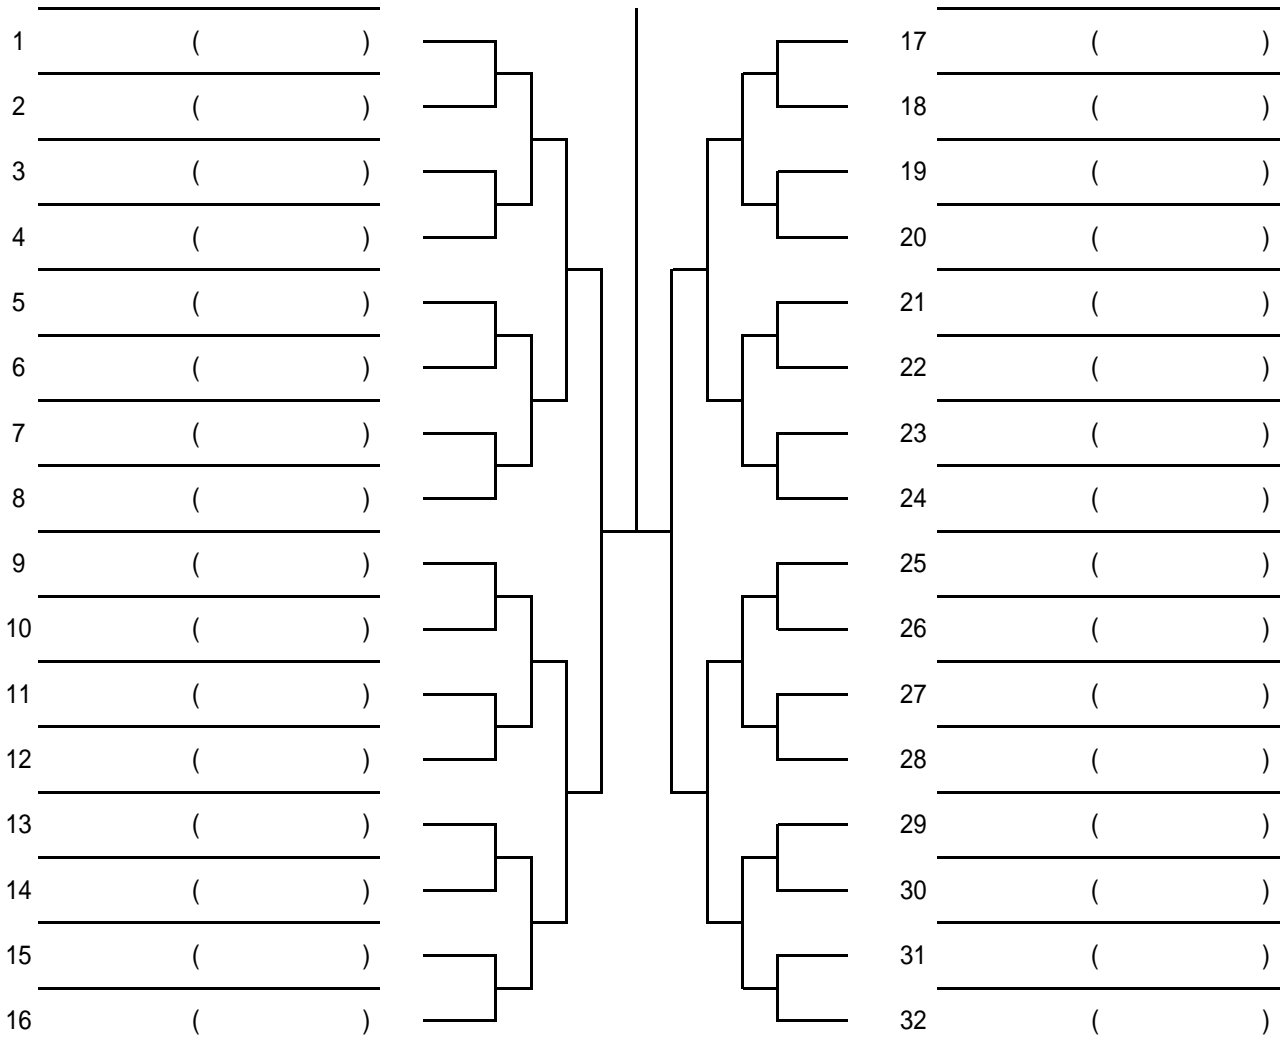 1 ( ) 17 ( )
2 ( ) 18 ( )
3 ( ) 19 ( )
4 ( ) 20 ( )
5 ( ) 21 ( )
6 ( ) 22 ( )
7 ( ) 23 ( )
8 ( ) 24 ( )
9 ( ) 25 ( )
10 ( ) 26 ( )
11 ( ) 27 ( )
12 ( ) 28 ( )
13 ( ) 29 ( )
14 ( ) 30 ( )
15 ( ) 31 ( )
16 ( ) 32 ( )